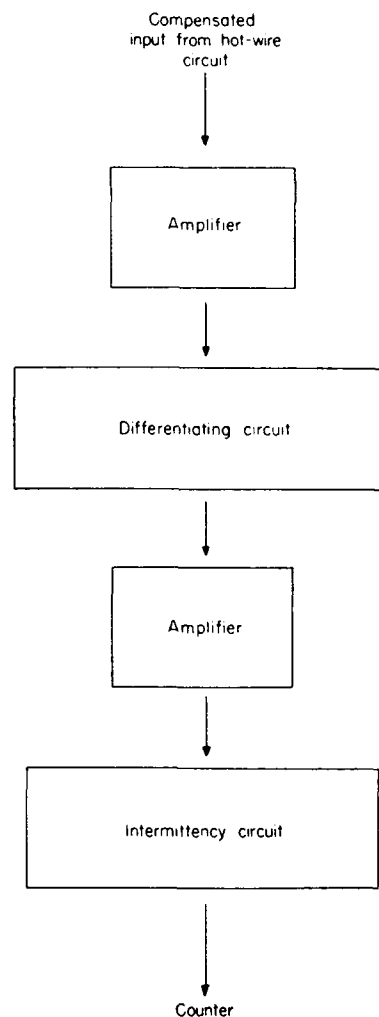 Compensated
input from hot-wire
circuit
Amplifier
Differentiating circuit
Amplifier
Intermittency circuit
Counter